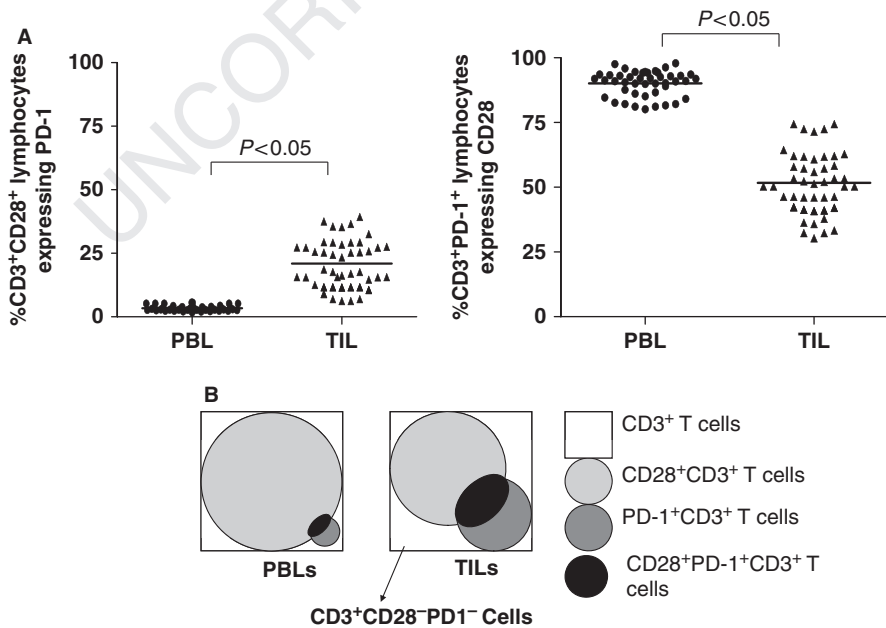 UNCOR
A
%CD3⁺CD28⁺ lymphocytes
expressing PD-1
100
75
50
25
0
P<0.05
PBL
TIL
%CD3⁺PD-1⁺ lymphocytes
expressing CD28
100
75
50
25
0
P<0.05
PBL
TIL
B
PBLs
TILs
CD3⁺CD28⁻PD1⁻ Cells
CD3⁺ T cells
CD28⁺CD3⁺ T cells
PD-1⁺CD3⁺ T cells
CD28⁺PD-1⁺CD3⁺ T
cells